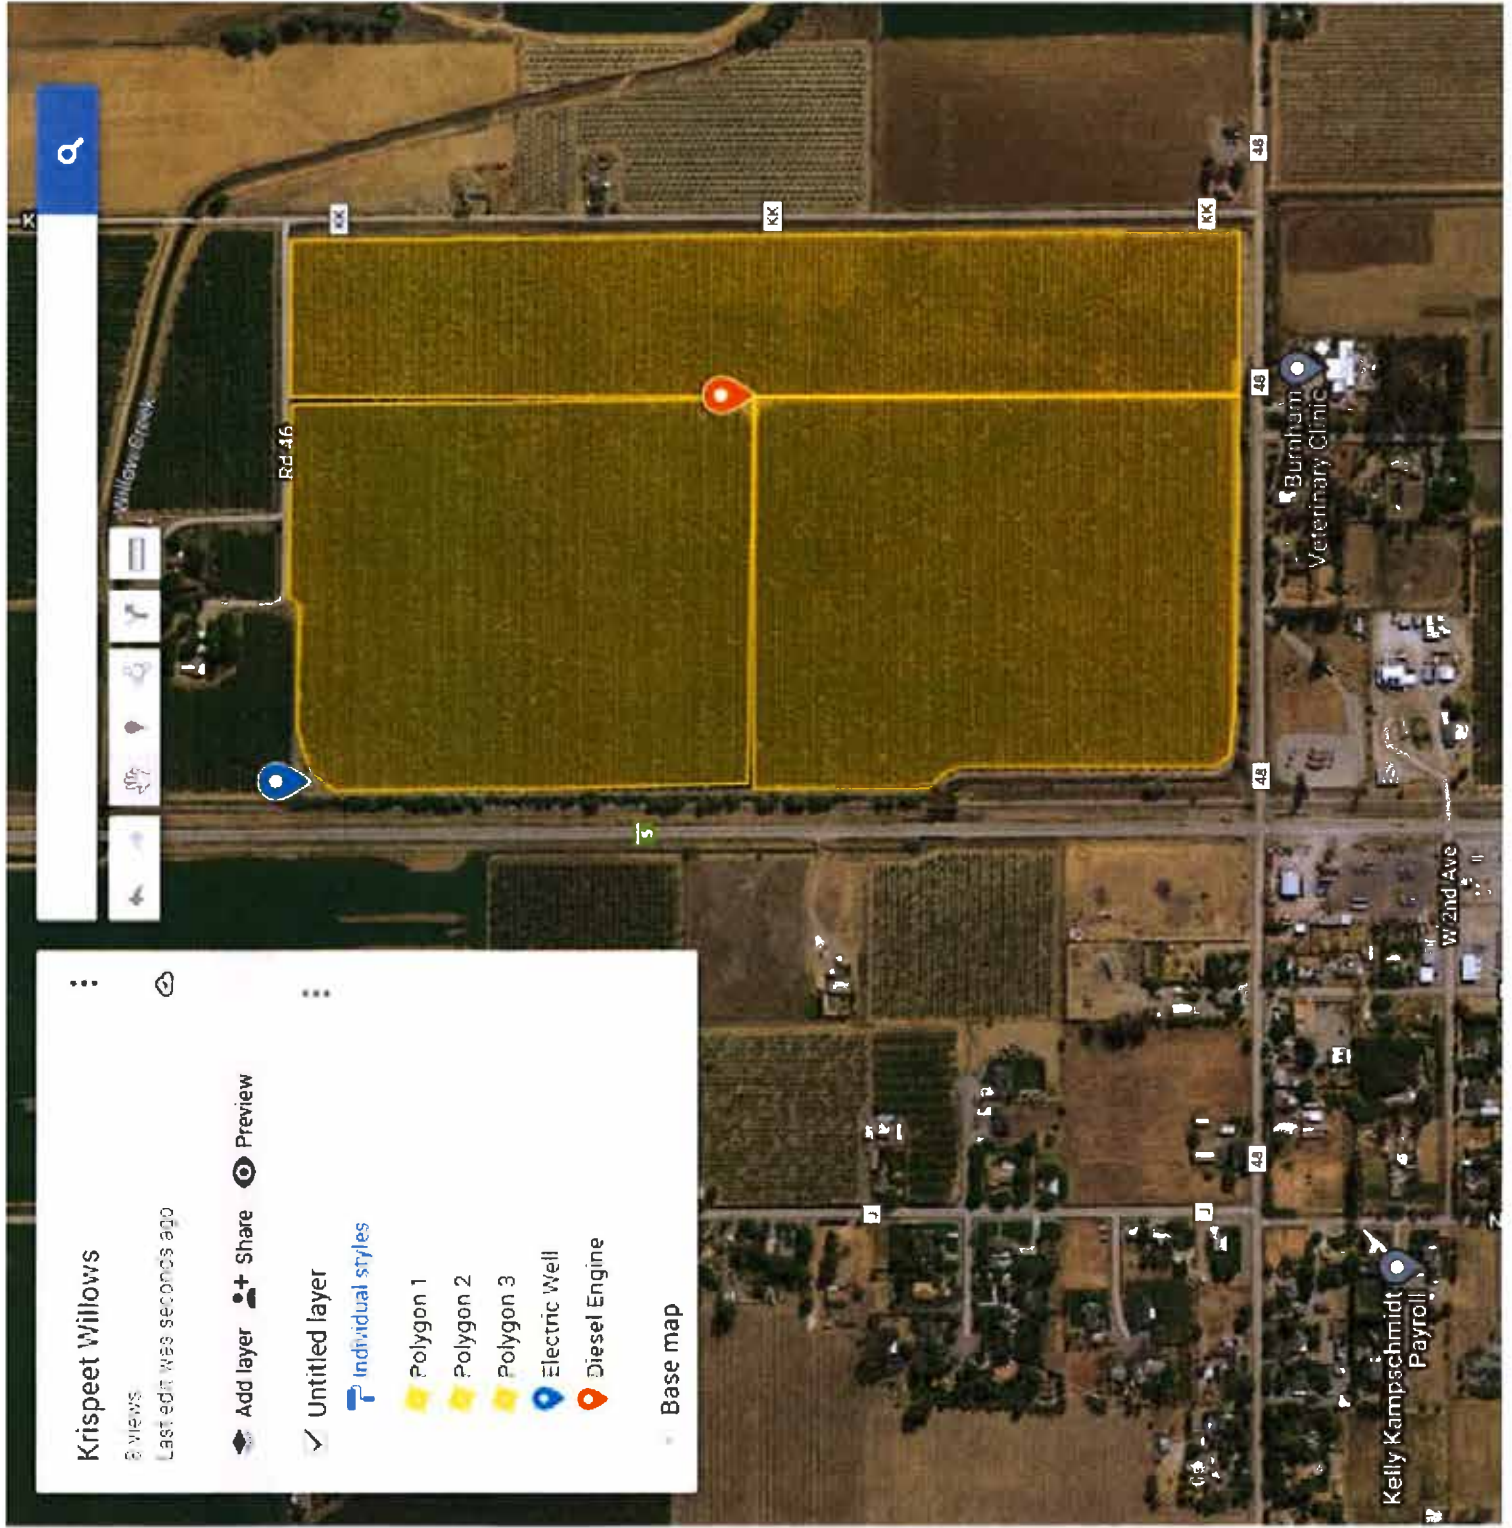 Krispeet Willows
8 views
Last edit was seconds ago
Add layer
Share
Preview
Untitled layer
Individual styles
Polygon 1
Polygon 2
Polygon 3
Electric Well
Diesel Engine
Base map
Willow Creek
Rd 46
K
KK
KK
KK
48
48
48
48
J
J
Burnham
Veterinary Clinic
W 2nd Ave
Kelly Kampschmidt
Payroll